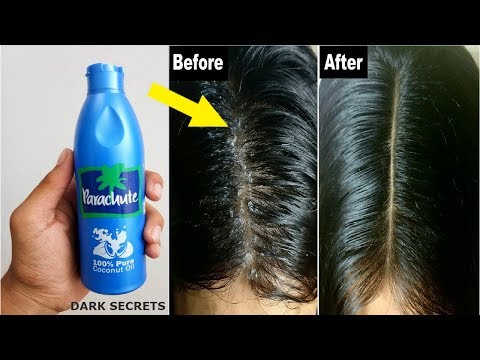 Before
After
Parachute
100% Pure
Coconut Oil
DARK SECRETS